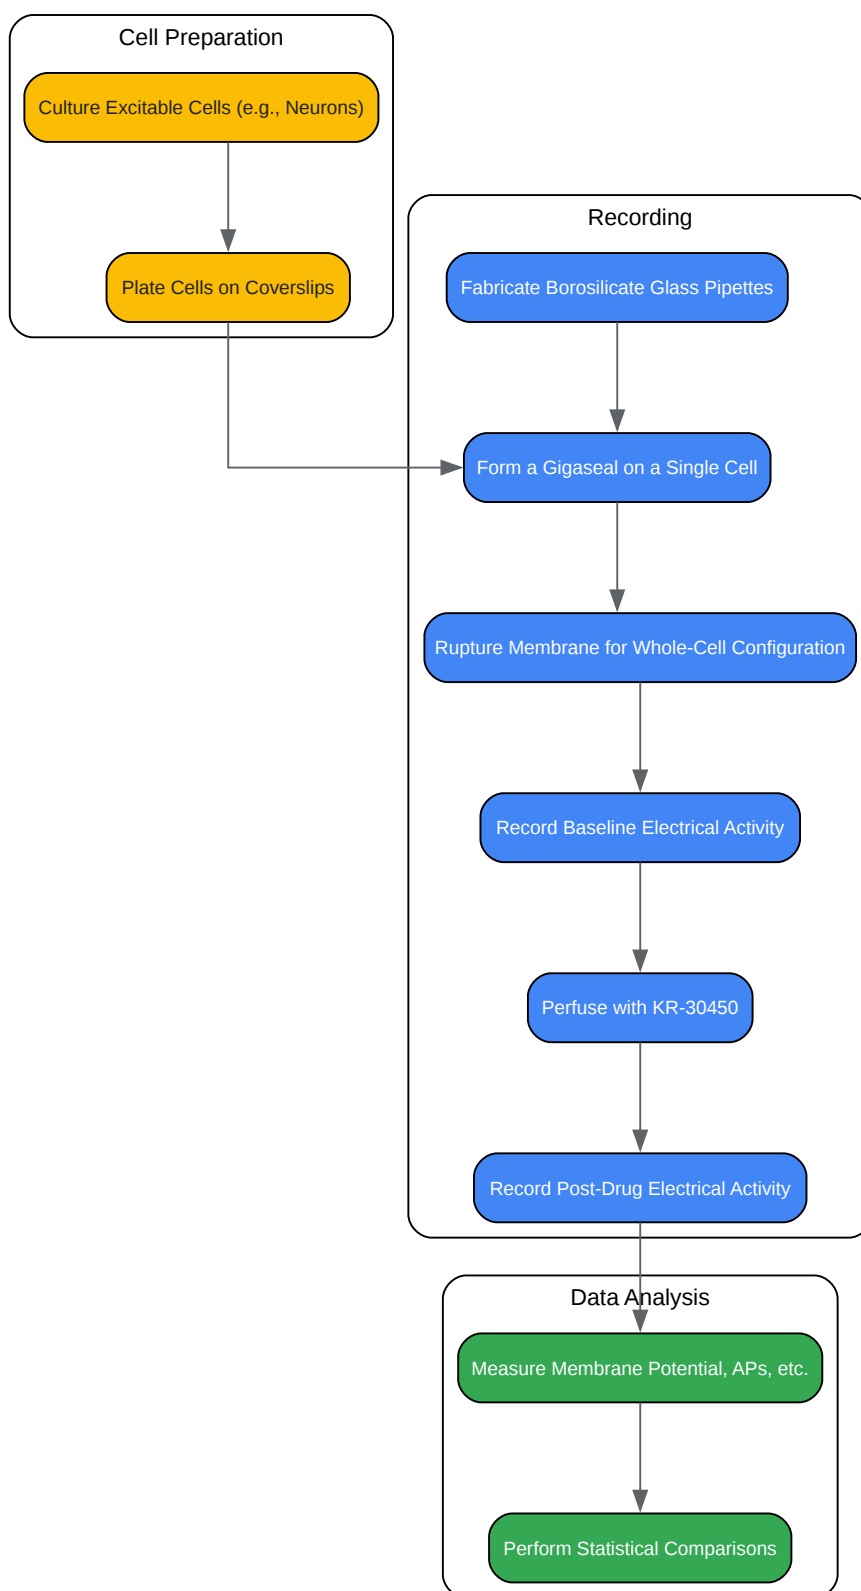 Cell Preparation
Culture Excitable Cells (e.g., Neurons)
Plate Cells on Coverslips
Recording
Fabricate Borosilicate Glass Pipettes
Form a Gigaseal on a Single Cell
Rupture Membrane for Whole-Cell Configuration
Record Baseline Electrical Activity
Perfuse with KR-30450
Record Post-Drug Electrical Activity
Data Analysis
Measure Membrane Potential, APs, etc.
Perform Statistical Comparisons